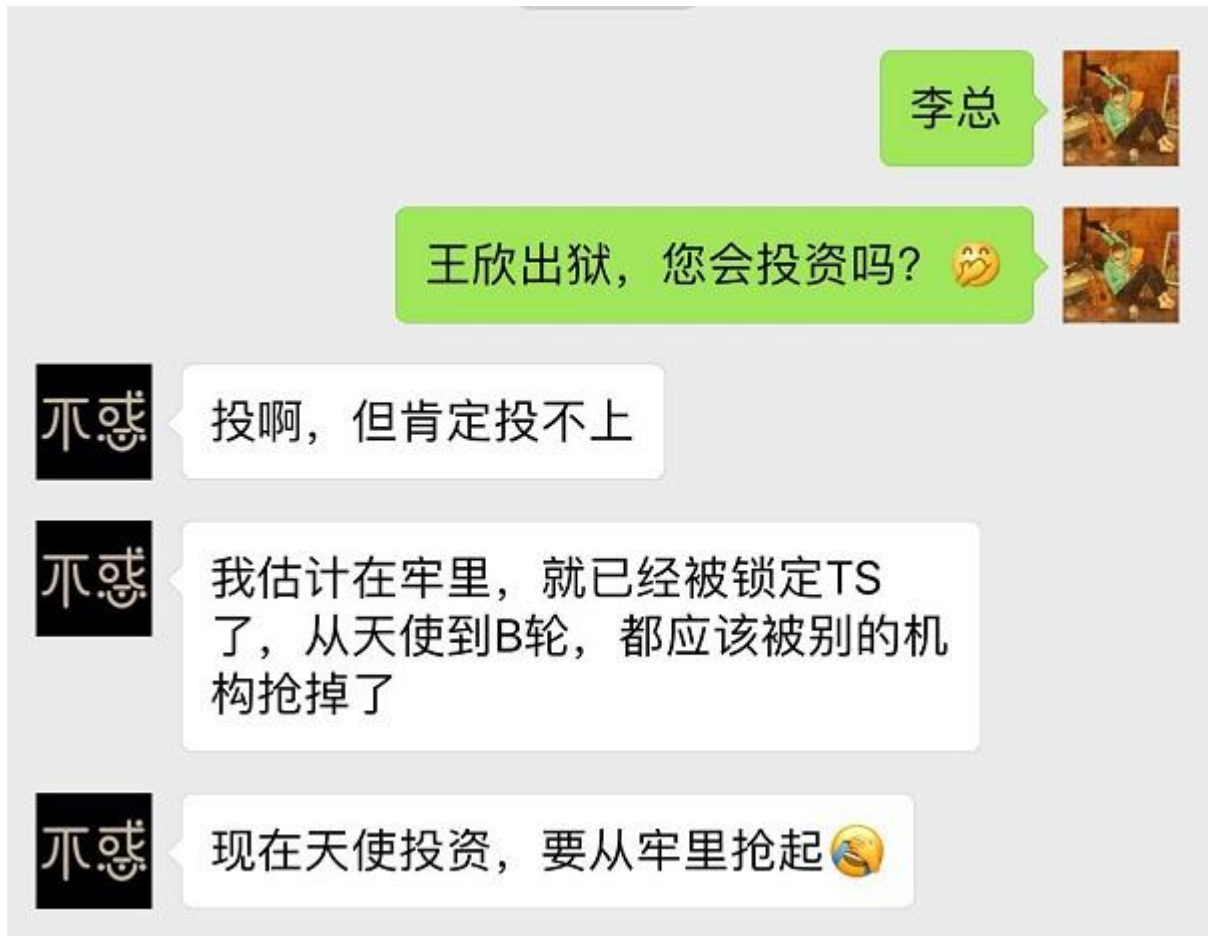 李总
王欣出狱，您会投资吗？🤭
不惑
投啊，但肯定投不上
不惑
我估计在牢里，就已经被锁定TS
了，从天使到B轮，都应该被别的机
构抢掉了
不惑
现在天使投资，要从牢里抢起🤦